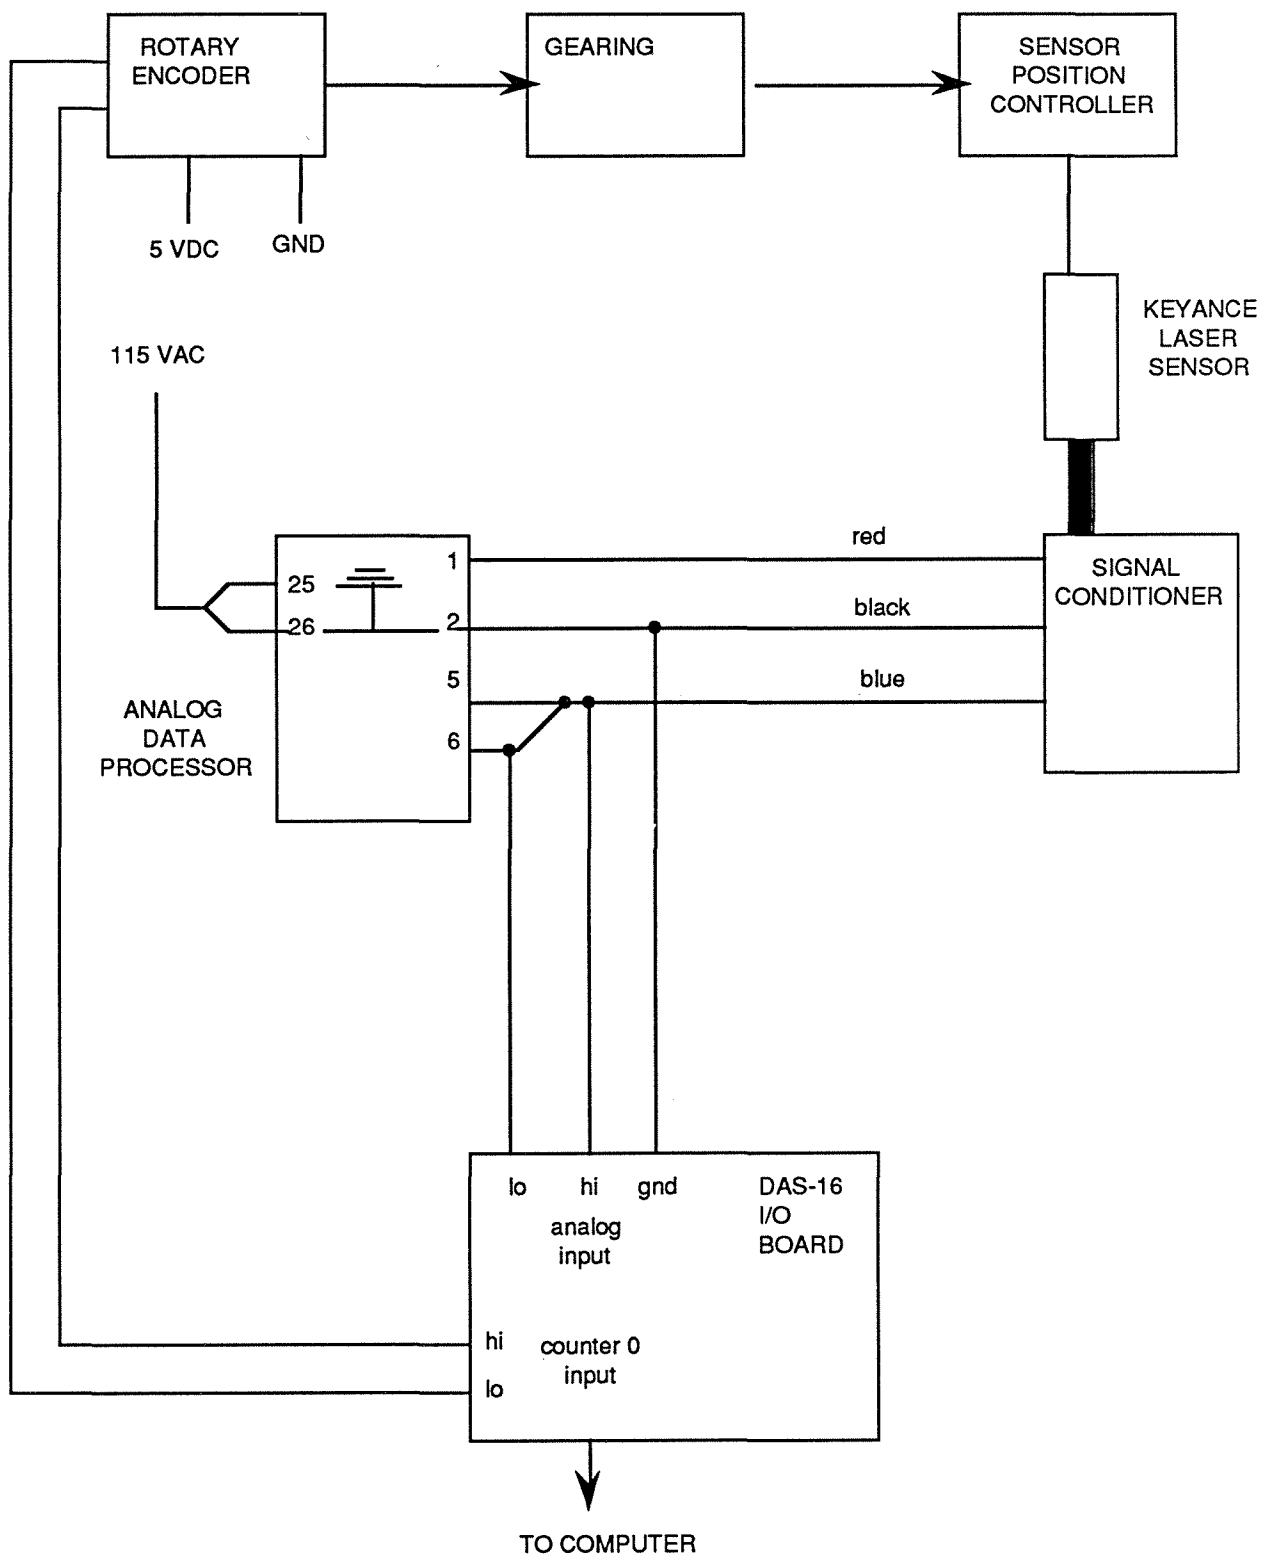 ROTARY
ENCODER
GEARING
SENSOR
POSITION
CONTROLLER
5 VDC
GND
KEYANCE
LASER
SENSOR
115 VAC
red
1
25
SIGNAL
CONDITIONER
black
2
26
blue
5
6
ANALOG
DATA
PROCESSOR
lo
hi
gnd
DAS-16
I/O
BOARD
analog
input
hi
counter 0
input
lo
TO COMPUTER